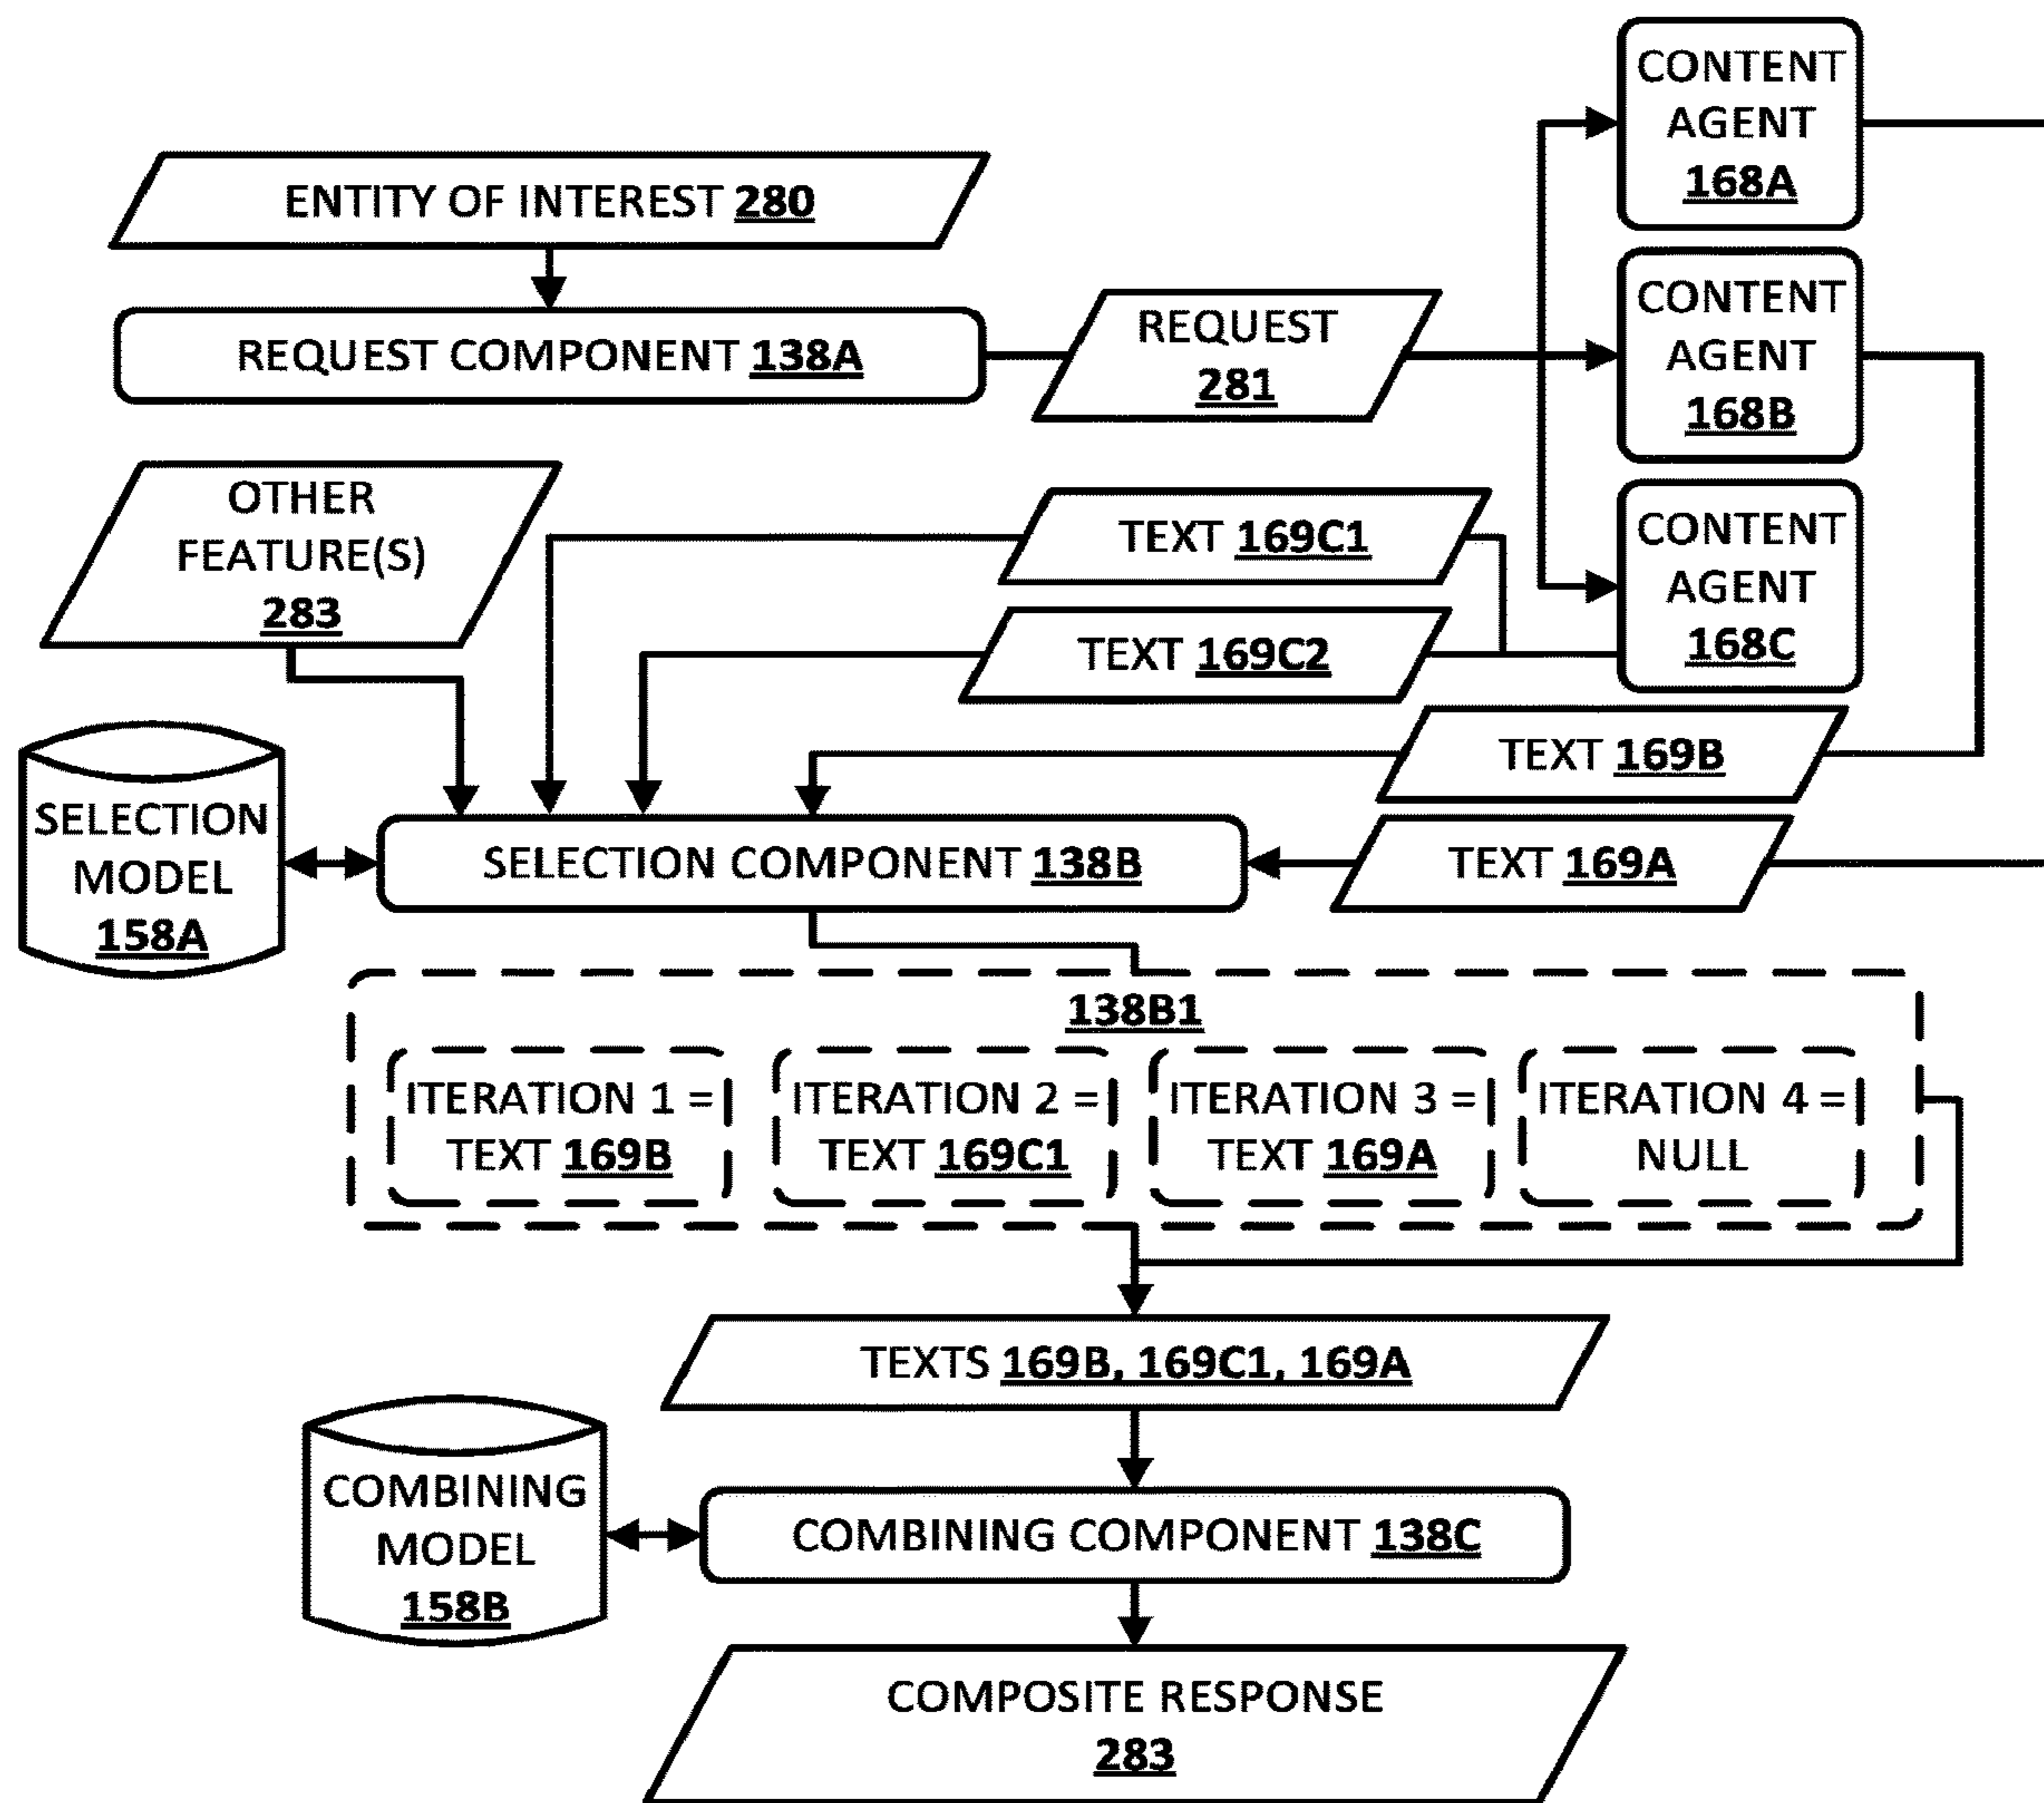 ENTITY OF INTEREST 280
REQUEST COMPONENT 138A
REQUEST
281
CONTENT
AGENT
168A
CONTENT
AGENT
168B
CONTENT
AGENT
168C
OTHER
FEATURE(S)
283
TEXT 169C1
TEXT 169C2
TEXT 169B
TEXT 169A
SELECTION
MODEL
158A
SELECTION COMPONENT 138B
138B1
ITERATION 1 =
TEXT 169B
ITERATION 2 =
TEXT 169C1
ITERATION 3 =
TEXT 169A
ITERATION 4 =
NULL
TEXTS 169B, 169C1, 169A
COMBINING
MODEL
158B
COMBINING COMPONENT 138C
COMPOSITE RESPONSE
283